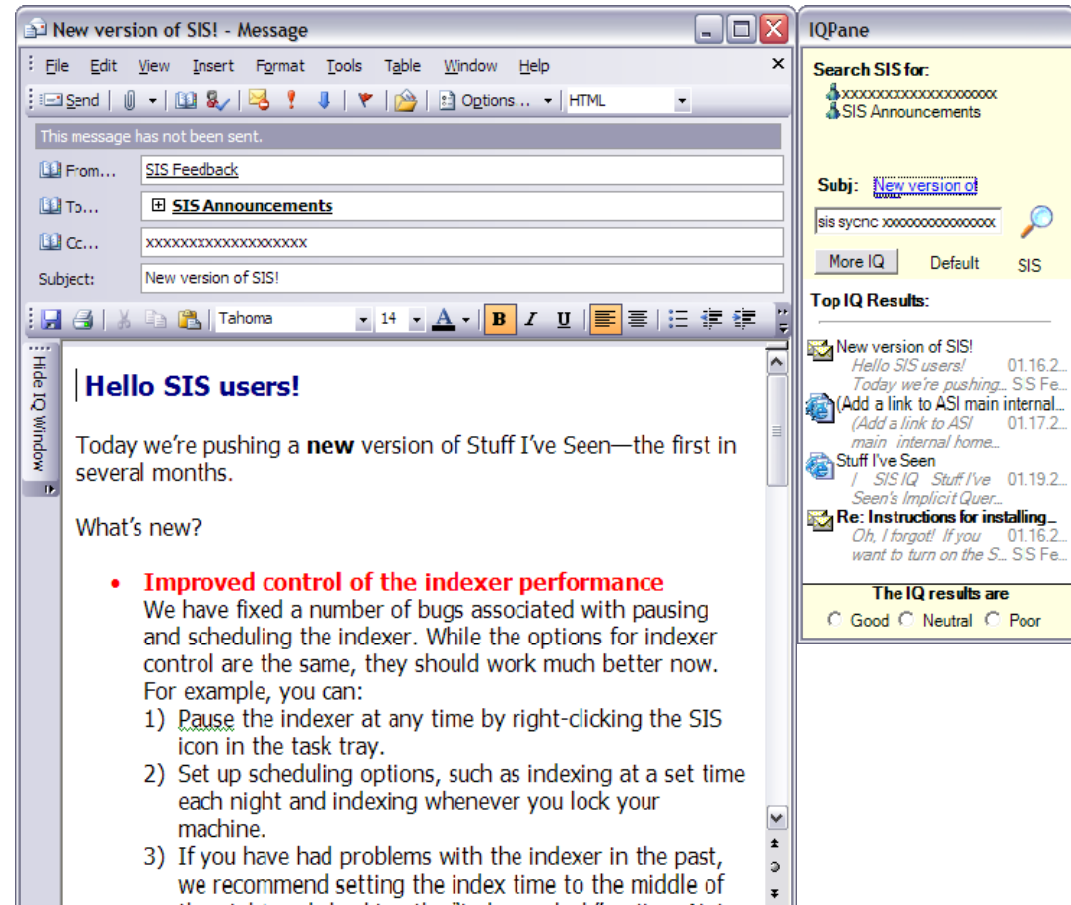 New version of SIS! - Message
File Edit View Insert Format Tools Table Window Help
Send Options .. HTML
This message has not been sent.
From... SIS Feedback
To... SIS Announcements
Cc... xxxxxxxxxxxxxxxxxxx
Subject: New version of SIS!
Tahoma 14 A B I U
Hide IQ Window
Hello SIS users!
Today we're pushing a new version of Stuff I've Seen—the first in
several months.
What's new?
• Improved control of the indexer performance
We have fixed a number of bugs associated with pausing
and scheduling the indexer. While the options for indexer
control are the same, they should work much better now.
For example, you can:
1) Pause the indexer at any time by right-clicking the SIS
icon in the task tray.
2) Set up scheduling options, such as indexing at a set time
each night and indexing whenever you lock your
machine.
3) If you have had problems with the indexer in the past,
we recommend setting the index time to the middle of
IQPane
Search SIS for:
xxxxxxxxxxxxxxxxxxxx
SIS Announcements
Subj: New version of
sis sycnc xxxxxxxxxxxxxxxx
More IQ Default SIS
Top IQ Results:
New version of SIS!
Hello SIS users! 01.16.2...
Today we're pushing... S S Fe...
(Add a link to ASI main internal...
(Add a link to ASI 01.17.2...
main internal home...
Stuff I've Seen
/ SIS IQ Stuff I've 01.19.2...
Seen's Implicit Quer...
Re: Instructions for installing...
Oh, I forgot! If you 01.16.2...
want to turn on the S... S S Fe...
The IQ results are
Good Neutral Poor